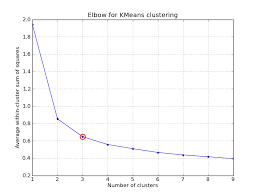 Elbow for KMeans clustering
Average within-cluster sum of squares
2.0
1.8
1.6
1.4
1.2
1.0
0.8
0.6
0.4
0.2
1 2 3 4 5 6 7 8 9
Number of clusters